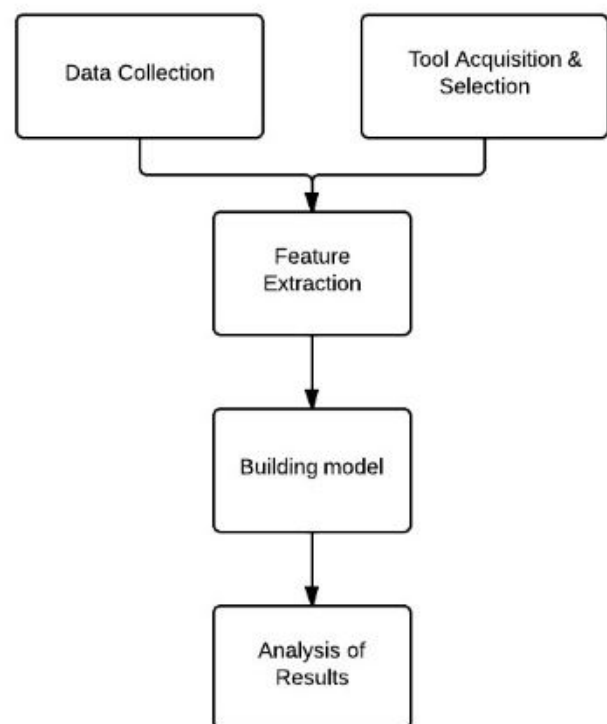 Data Collection
Tool Acquisition &
Selection
Feature
Extraction
Building model
Analysis of
Results